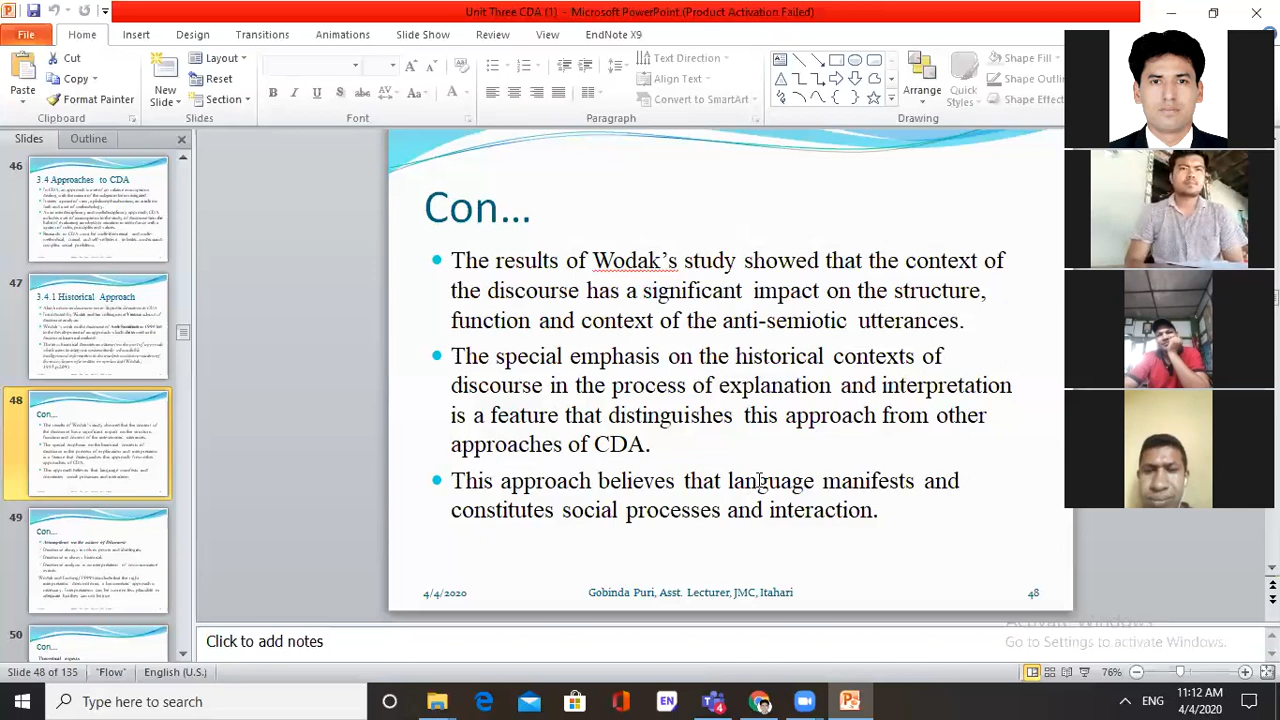 Unit Three CDA (1) - Microsoft PowerPoint (Product Activation Failed)
File Home Insert Design Transitions Animations Slide Show Review View EndNote X9
Paste
Cut
Copy
Format Painter
Clipboard
New Slide
Layout
Reset
Section
Slides
Font
Text Direction
Align Text
Convert to SmartArt
Paragraph
Arrange
Quick Styles
Shape Fill
Shape Outlin
Shape Effect
Drawing
Slides Outline
46
3.4 Approaches to CDA
47
3.4.1 Historical Approach
48
Con...
49
Con...
50
Con...
Con...
The results of Wodak’s study showed that the context of
the discourse has a significant impact on the structure,
function and context of the anti-semiotic utterances.
The special emphasis on the historical contexts of
discourse in the process of explanation and interpretation
is a feature that distinguishes this approach from other
approaches of CDA.
This approach believes that language manifests and
constitutes social processes and interaction.
4/4/2020 Gobinda Puri, Asst. Lecturer, JMC, Itahari 48
Click to add notes
Activate Windows
Go to Settings to activate Windows.
Slide 48 of 135 "Flow" English (U.S.) 76%
Type here to search
ENG
11:12 AM
4/4/2020